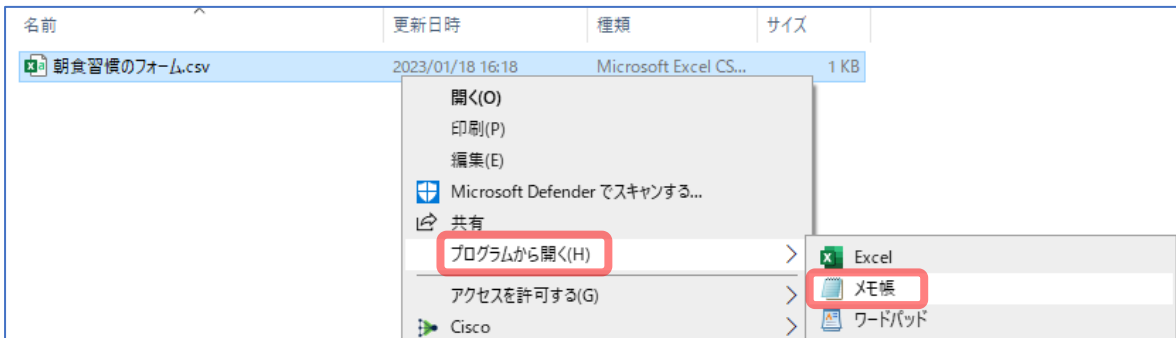 名前 更新日時 種類 サイズ
朝食習慣のフォーム.csv 2023/01/18 16:18 Microsoft Excel CS... 1 KB
開く(O)
印刷(P)
編集(E)
Microsoft Defender でスキャンする...
共有
プログラムから開く(H)
Excel
アクセスを許可する(G)
メモ帳
Cisco
ワードパッド